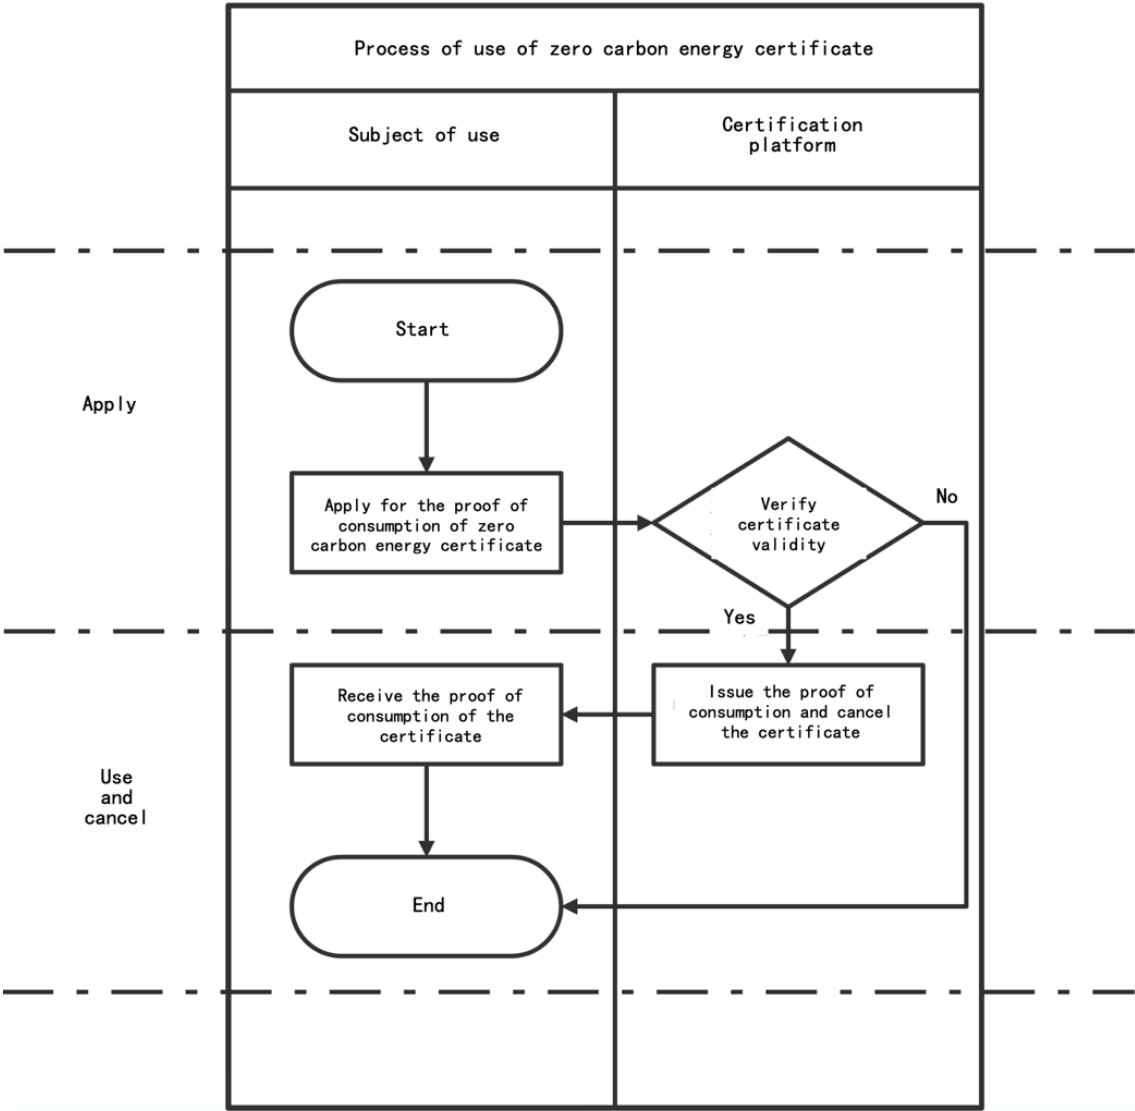 Process of use of zero carbon energy certificate
Subject of use
Certification
platform
Apply
Start
Apply for the proof of
consumption of zero
carbon energy certificate
Verify
certificate
validity
No
Yes
Use
and
cancel
Receive the proof of
consumption of the
certificate
Issue the proof of
consumption and cancel
the certificate
End